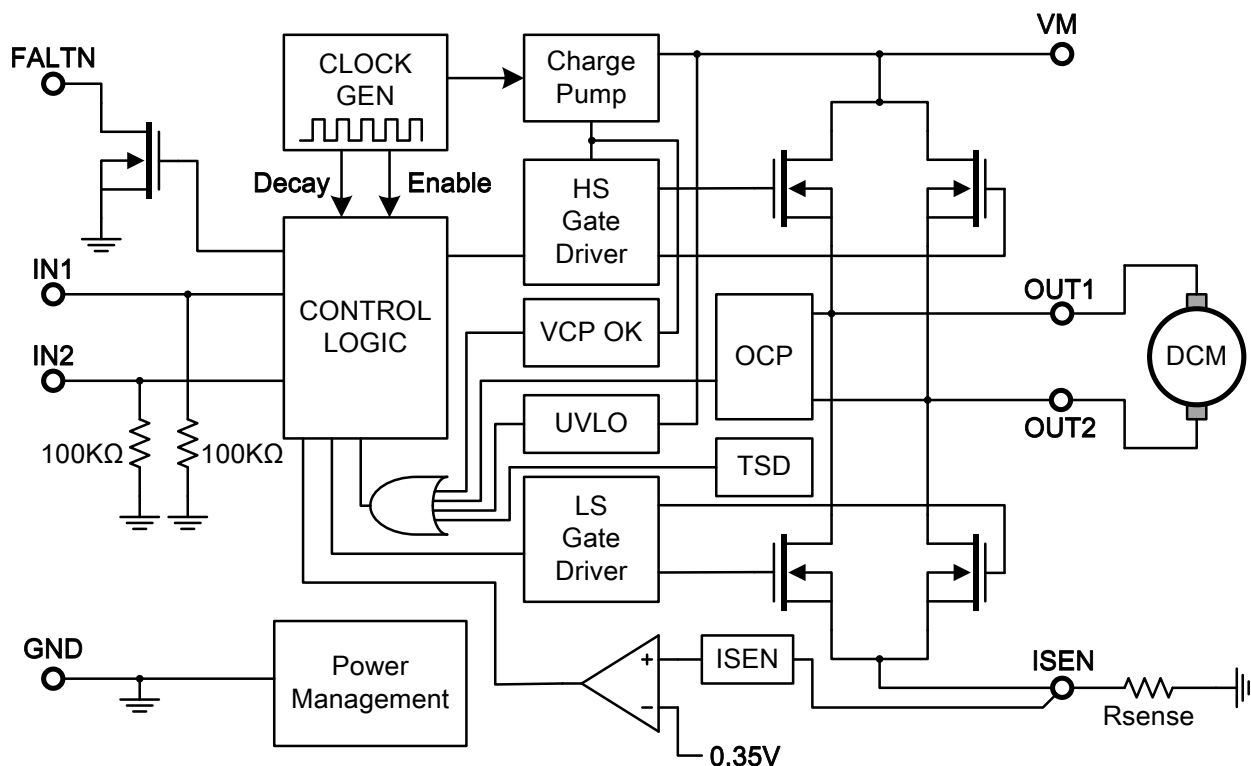 VM
FALTN
CLOCK
GEN
Charge
Pump
Decay
Enable
HS
Gate
Driver
IN1
CONTROL
LOGIC
VCP OK
OCP
OUT1
DCM
IN2
UVLO
OUT2
100KΩ
100KΩ
TSD
LS
Gate
Driver
GND
Power
Management
+
−
ISEN
ISEN
Rsense
0.35V